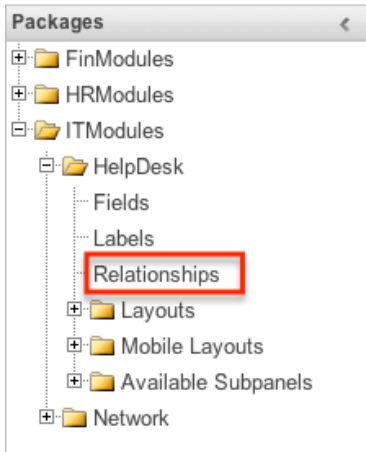 Packages
FinModules
HRModules
ITModules
HelpDesk
Fields
Labels
Relationships
Layouts
Mobile Layouts
Available Subpanels
Network